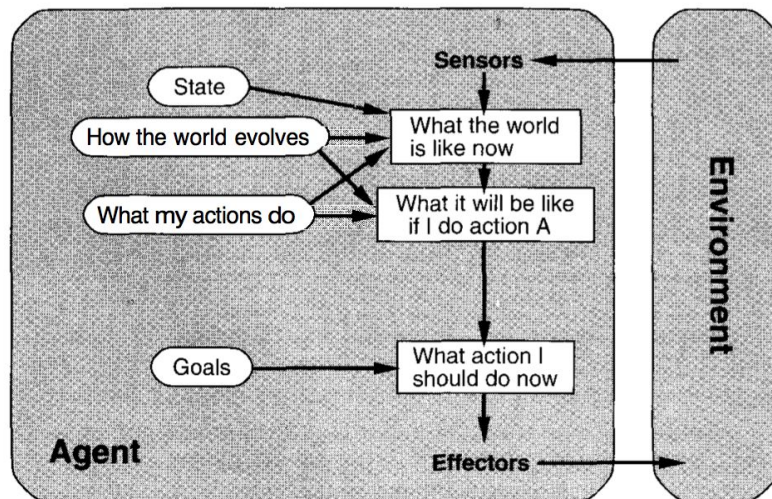 Sensors
State
What the world
is like now
How the world evolves
What my actions do
What it will be like
if I do action A
Goals
What action I
should do now
Agent
Effectors
Environment